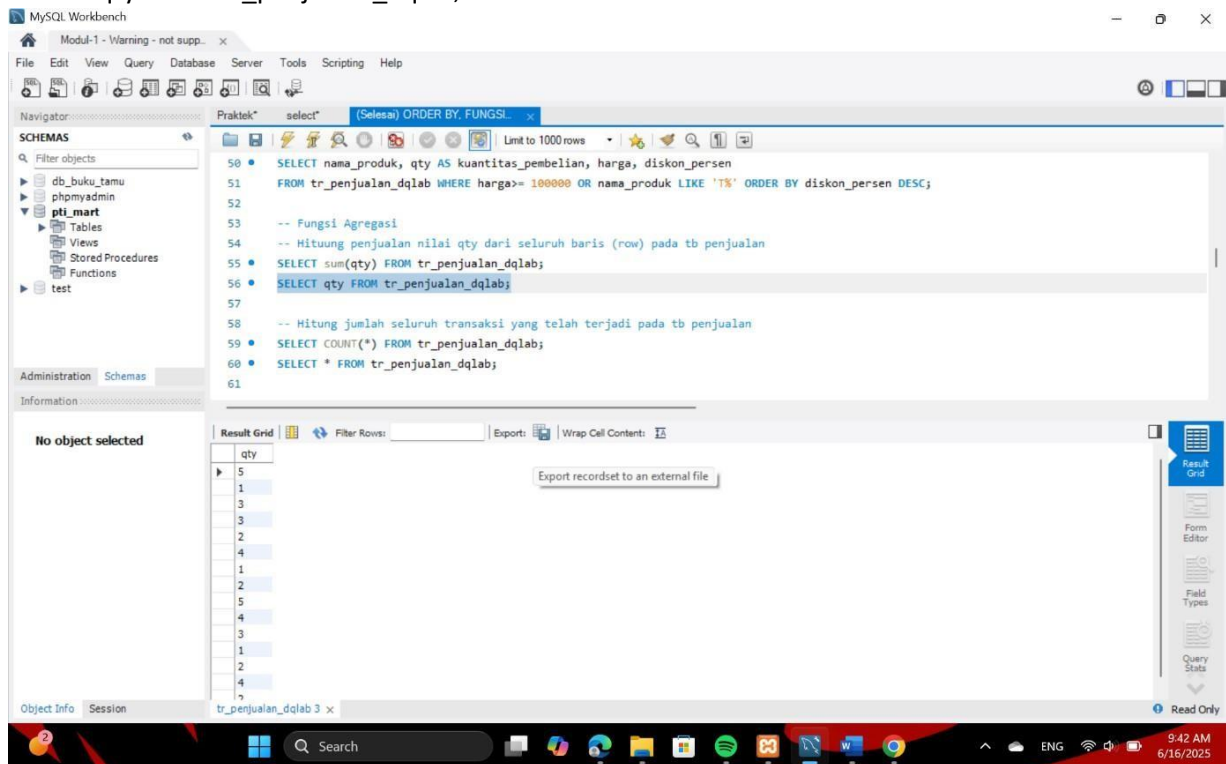 MySQL Workbench
Modul-1 - Warning - not supp..
File Edit View Query Database Server Tools Scripting Help
Navigator
SCHEMAS
Filter objects
db_buku_tamu
phpmyadmin
pti_mart
Tables
Views
Stored Procedures
Functions
test
Administration Schemas
Information
No object selected
Object Info Session
Praktek* select* (Selesai) ORDER BY, FUNGSI...
Limit to 1000 rows
50 SELECT nama_produk, qty AS kuantitas_pembelian, harga, diskon_persen
51 FROM tr_penjualan_dqlab WHERE harga>= 100000 OR nama_produk LIKE 'T%' ORDER BY diskon_persen DESC;
52
53 -- Fungsi Agregasi
54 -- Hituung penjualan nilai qty dari seluruh baris (row) pada tb penjualan
55 SELECT sum(qty) FROM tr_penjualan_dqlab;
56 SELECT qty FROM tr_penjualan_dqlab;
57
58 -- Hitung jumlah seluruh transaksi yang telah terjadi pada tb penjualan
59 SELECT COUNT(*) FROM tr_penjualan_dqlab;
60 SELECT * FROM tr_penjualan_dqlab;
61
Result Grid Filter Rows: Export: Wrap Cell Content:
Export recordset to an external file
qty
5
1
3
3
2
4
1
2
5
4
3
1
2
4
2
Result Grid
Form Editor
Field Types
Query Stats
tr_penjualan_dqlab 3
Read Only
2
Search
ENG
9:42 AM
6/16/2025